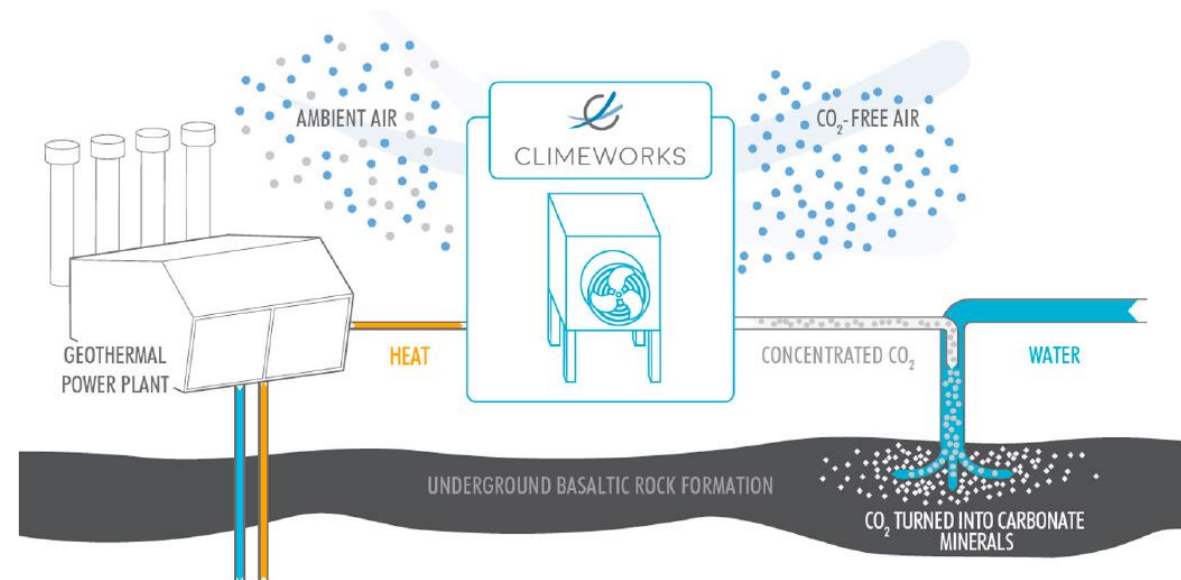 AMBIENT AIR
CLIMEWORKS
CO₂-FREE AIR
GEOTHERMAL
POWER PLANT
HEAT
CONCENTRATED CO₂
WATER
UNDERGROUND BASALTIC ROCK FORMATION
CO₂ TURNED INTO CARBONATE
MINERALS